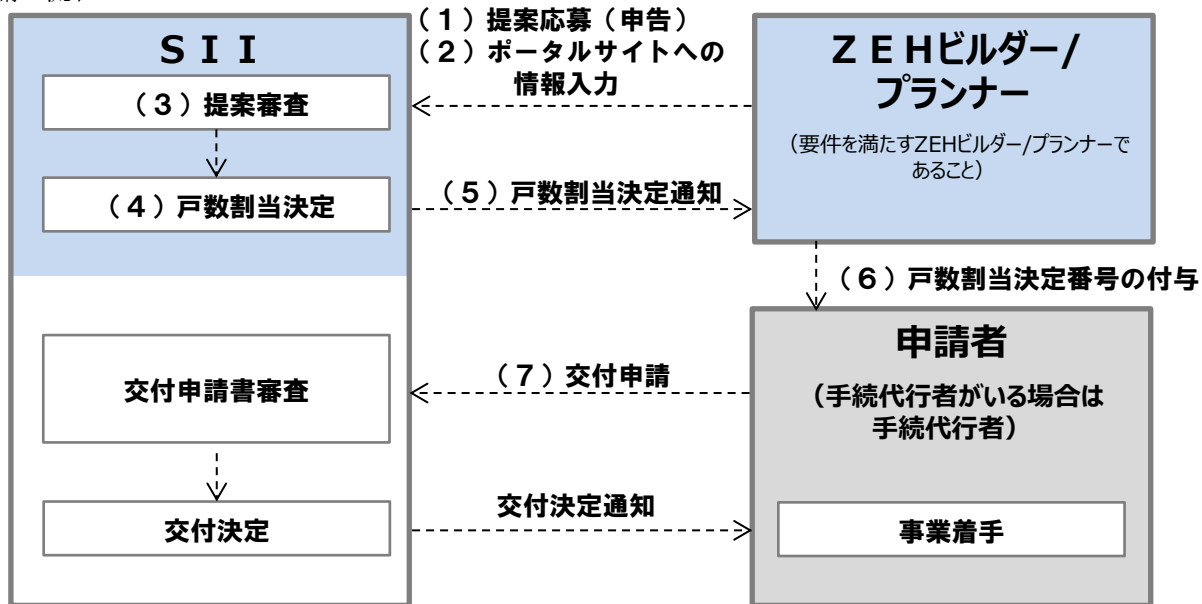 ＳＩＩ
（３）提案審査
（４）戸数割当決定
（１）提案応募（申告）
（２）ポータルサイトへの
情報入力
（５）戸数割当決定通知
ＺＥＨビルダー/
プランナー
（要件を満たすZEHビルダー/プランナーで
あること）
（６）戸数割当決定番号の付与
交付申請書審査
交付決定
（７）交付申請
交付決定通知
申請者
（手続代行者がいる場合は
手続代行者）
事業着手